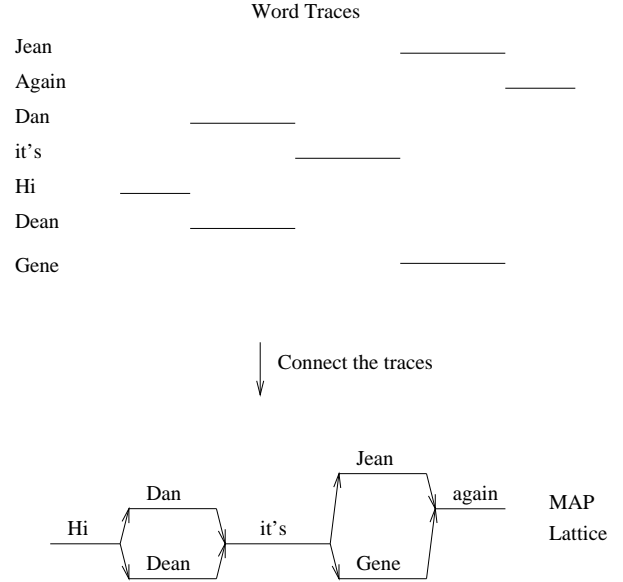 Word Traces
Jean
Again
Dan
it's
Hi
Dean
Gene
Connect the traces
Jean
Dan
again
MAP
Hi
it's
Lattice
Dean
Gene